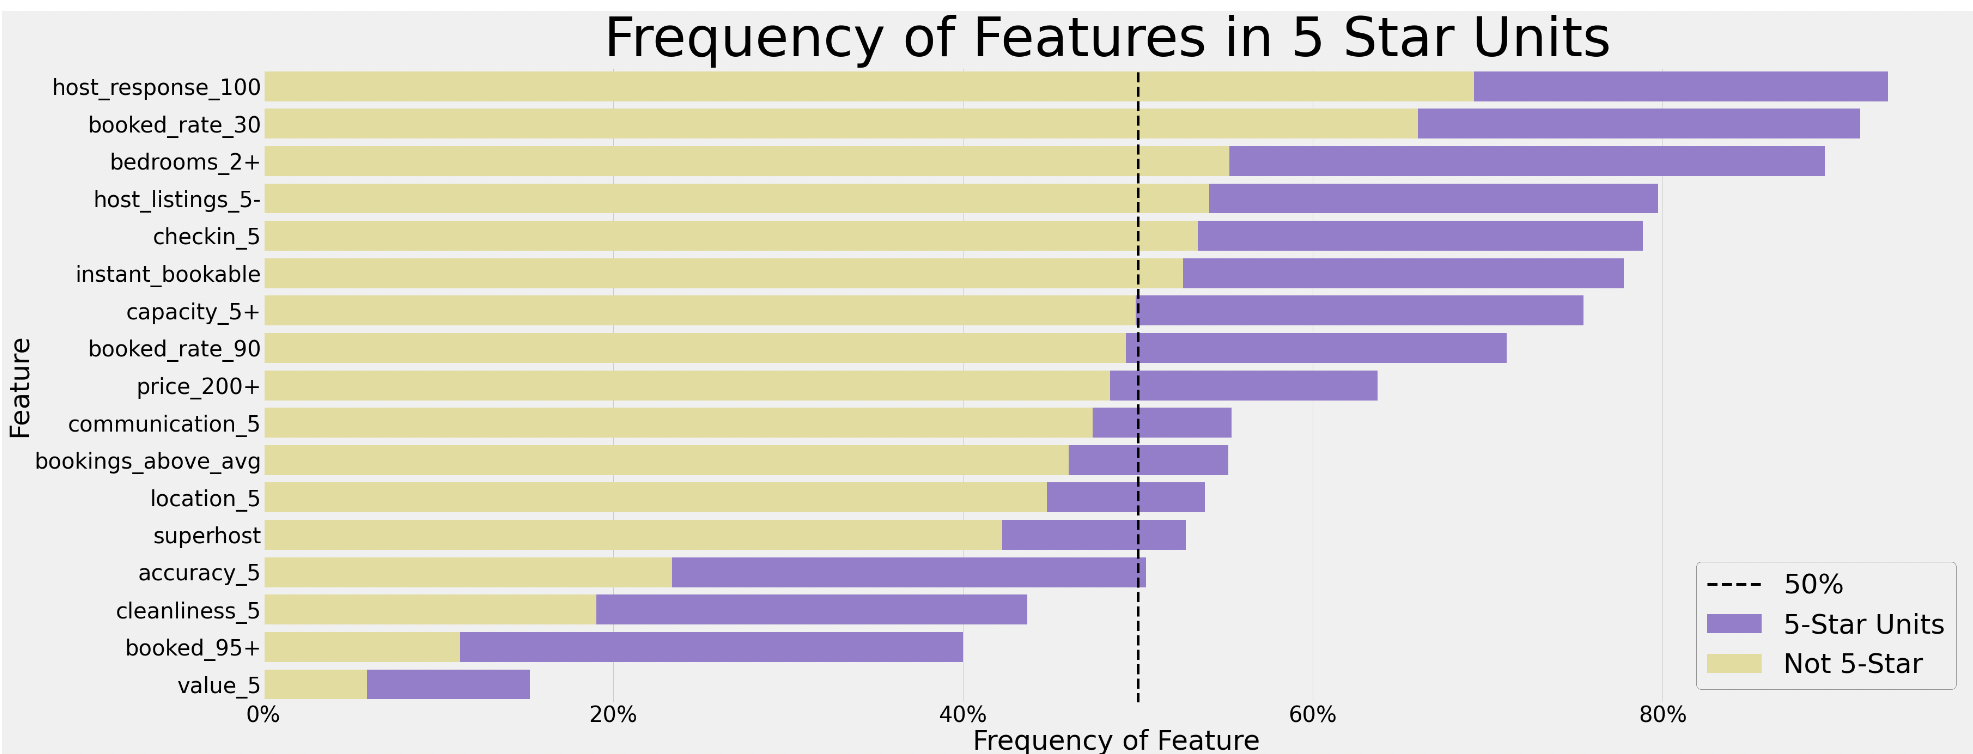 Frequency of Features in 5 Star Units
host_response_100
booked_rate_30
bedrooms_2+
host_listings_5-
checkin_5
instant_bookable
capacity_5+
booked_rate_90
price_200+
communication_5
bookings_above_avg
location_5
superhost
accuracy_5
cleanliness_5
booked_95+
value_5
Feature
0% 20% 40% 60% 80%
Frequency of Feature
50%
5-Star Units
Not 5-Star